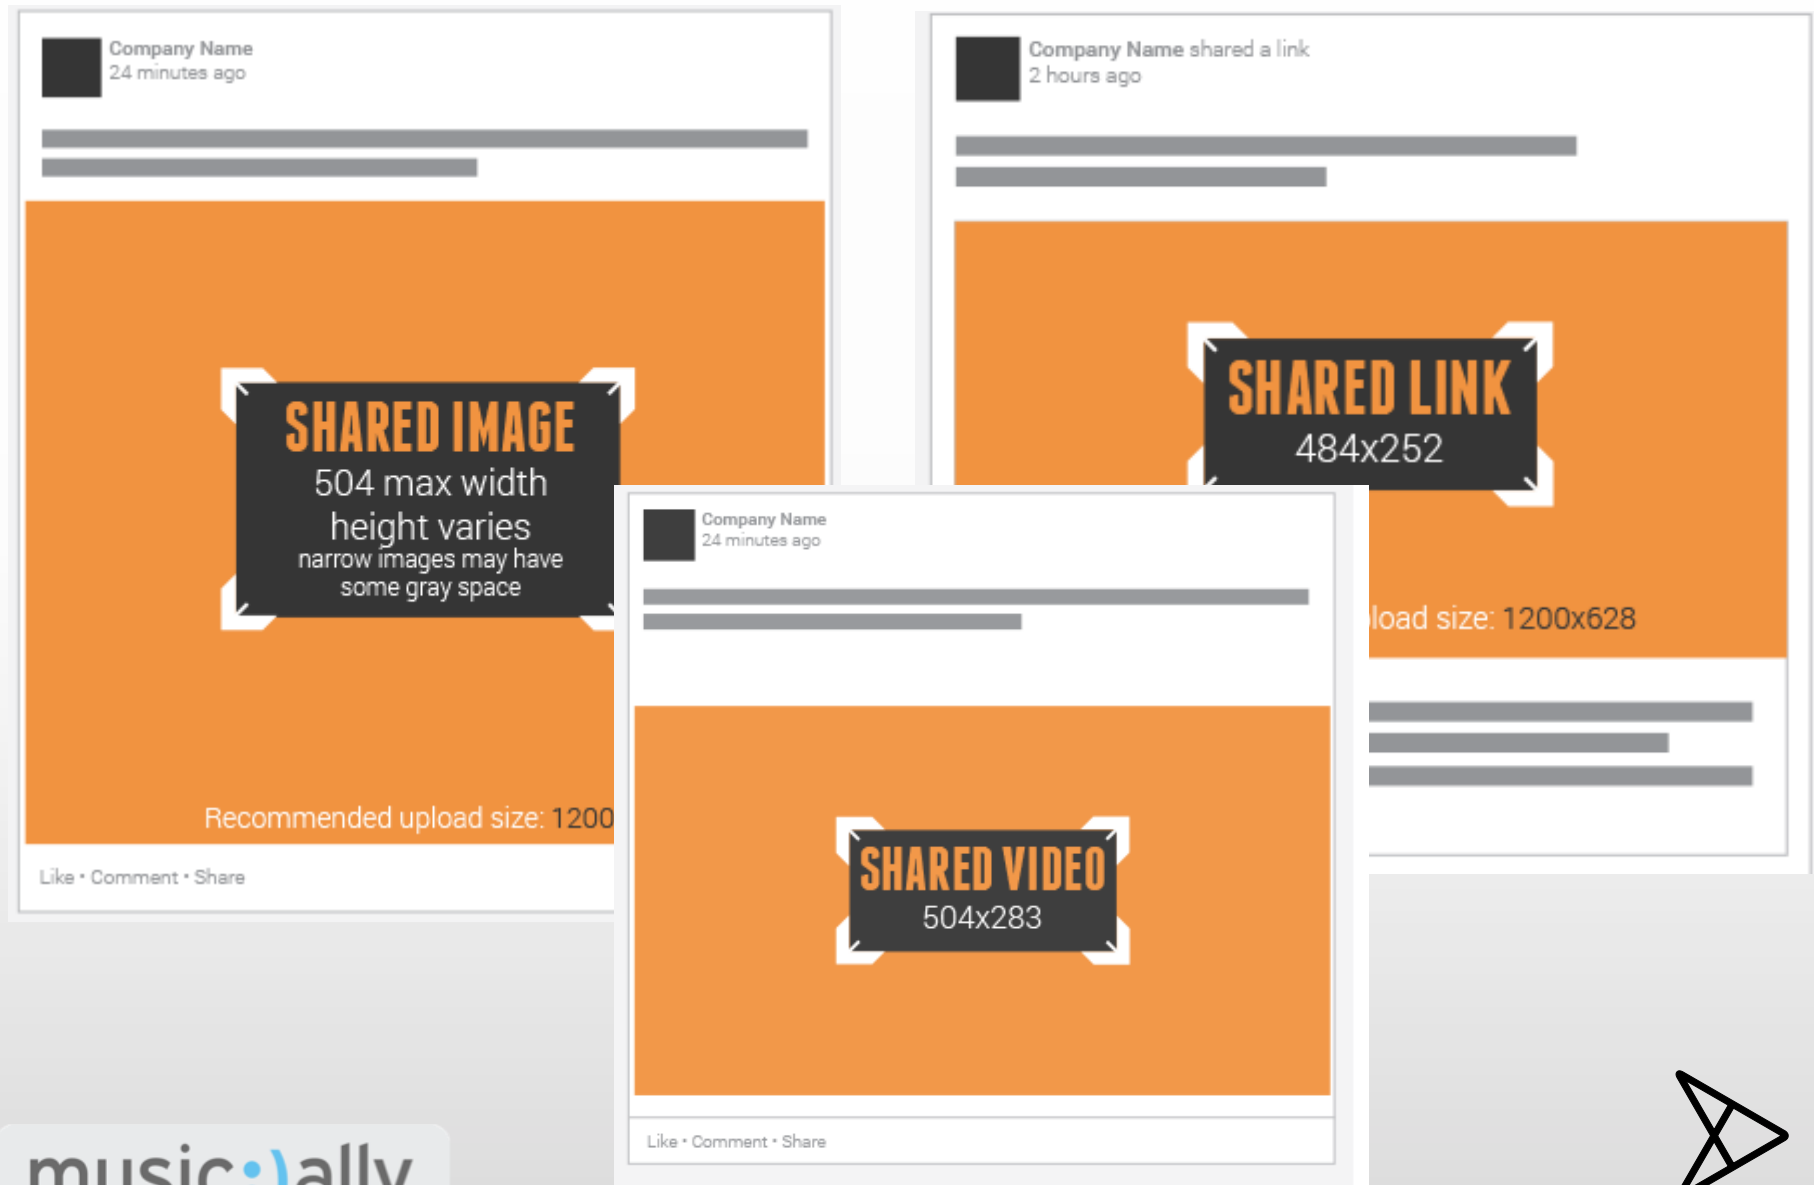 Company Name
24 minutes ago
SHARED IMAGE
504 max width
height varies
narrow images may have
some gray space
Recommended upload size: 1200
Like • Comment • Share
Company Name shared a link
2 hours ago
SHARED LINK
484x252
load size: 1200x628
Company Name
24 minutes ago
SHARED VIDEO
504x283
Like • Comment • Share
music:)ally